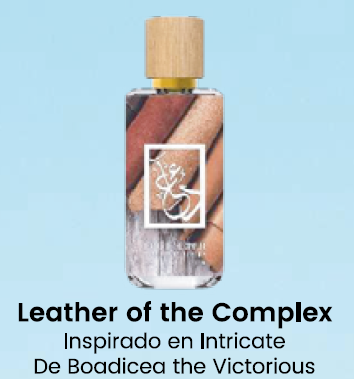 Leather of the Complex
Inspirado en Intricate
De Boadicea the Victorious